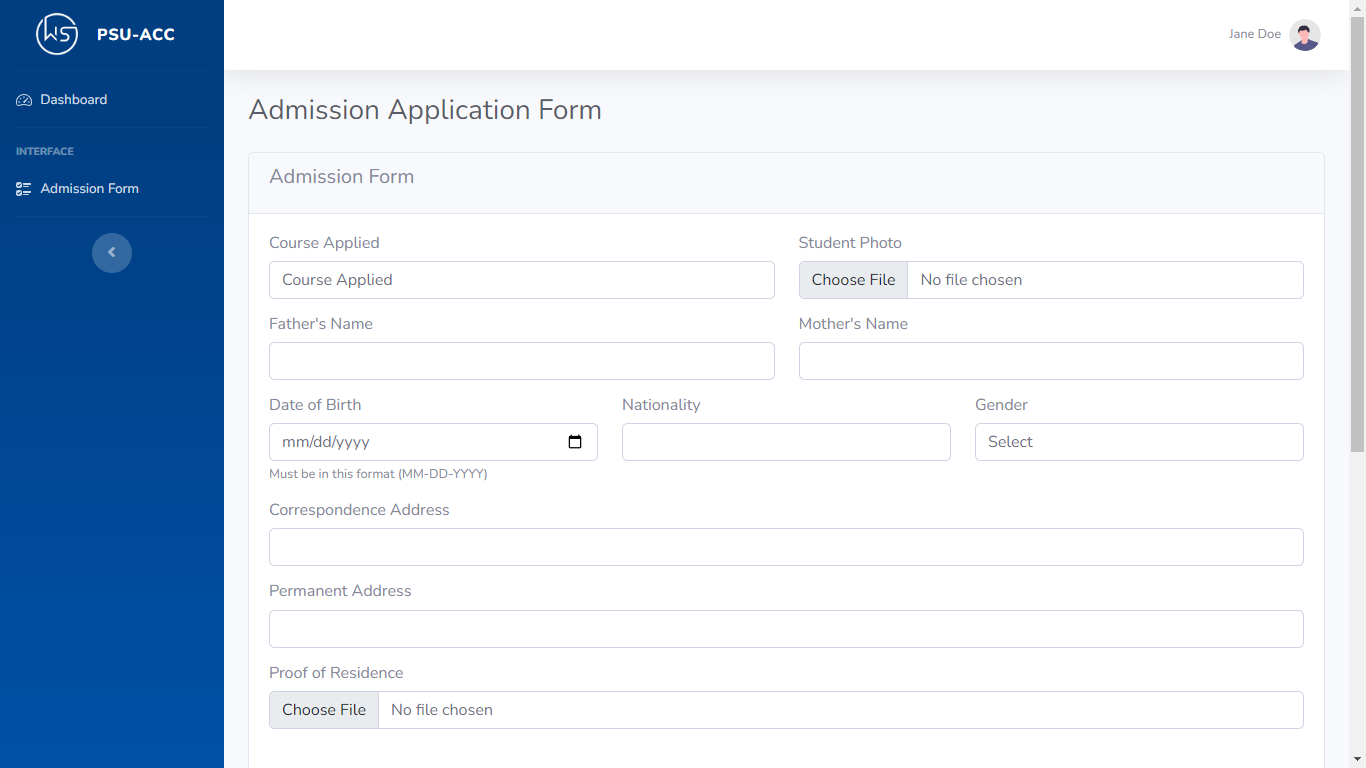 WS PSU-ACC
Jane Doe
Dashboard
INTERFACE
Admission Form
Admission Application Form
Admission Form
Course Applied
Student Photo
Course Applied
Choose File No file chosen
Father's Name
Mother's Name
Date of Birth
Nationality
Gender
mm/dd/yyyy
Select
Must be in this format (MM-DD-YYYY)
Correspondence Address
Permanent Address
Proof of Residence
Choose File No file chosen